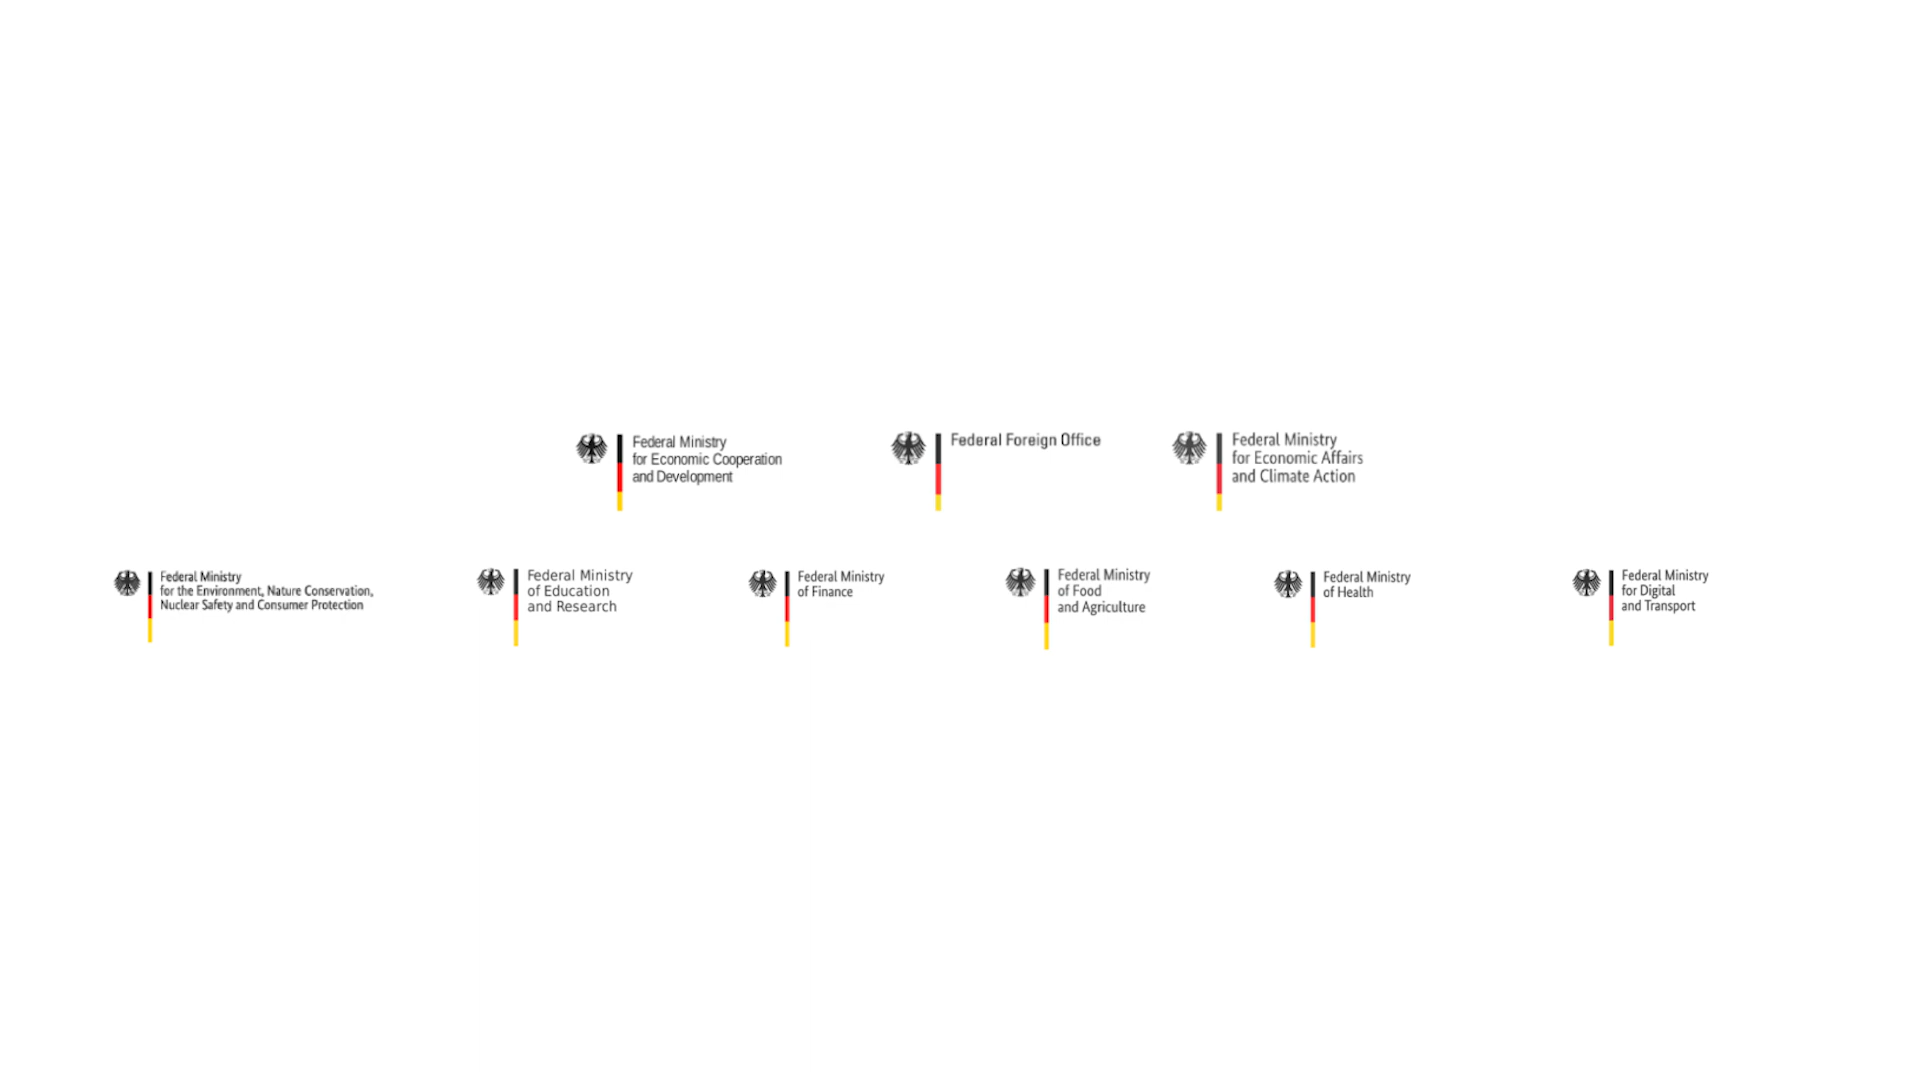 Federal Ministry
for Economic Cooperation
and Development
Federal Foreign Office
Federal Ministry
for Economic Affairs
and Climate Action
Federal Ministry
for the Environment, Nature Conservation,
Nuclear Safety and Consumer Protection
Federal Ministry
of Education
and Research
Federal Ministry
of Finance
Federal Ministry
of Food
and Agriculture
Federal Ministry
of Health
Federal Ministry
for Digital
and Transport